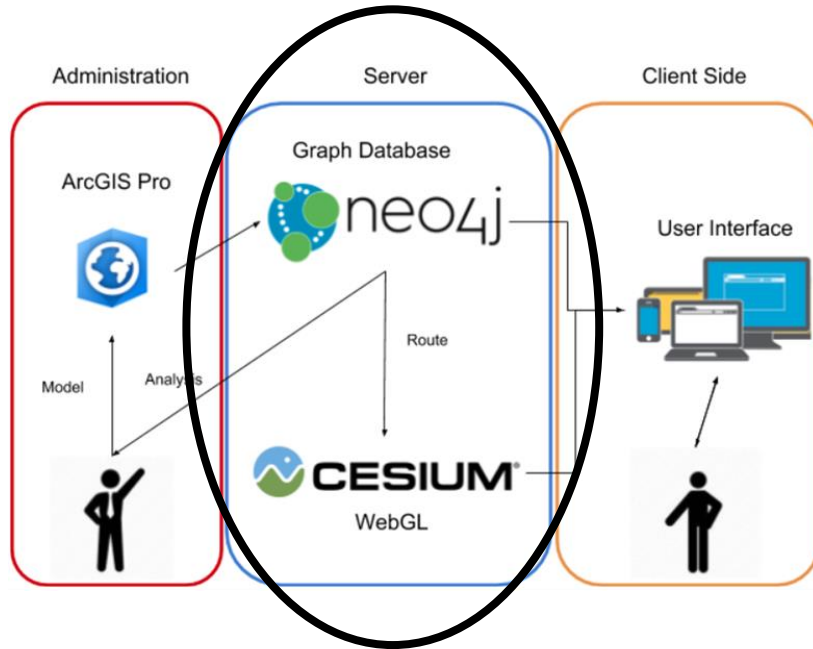 Administration
Server
Client Side
Graph Database
ArcGIS Pro
neo4j
User Interface
Route
Model
Analysis
CESIUM®
WebGL